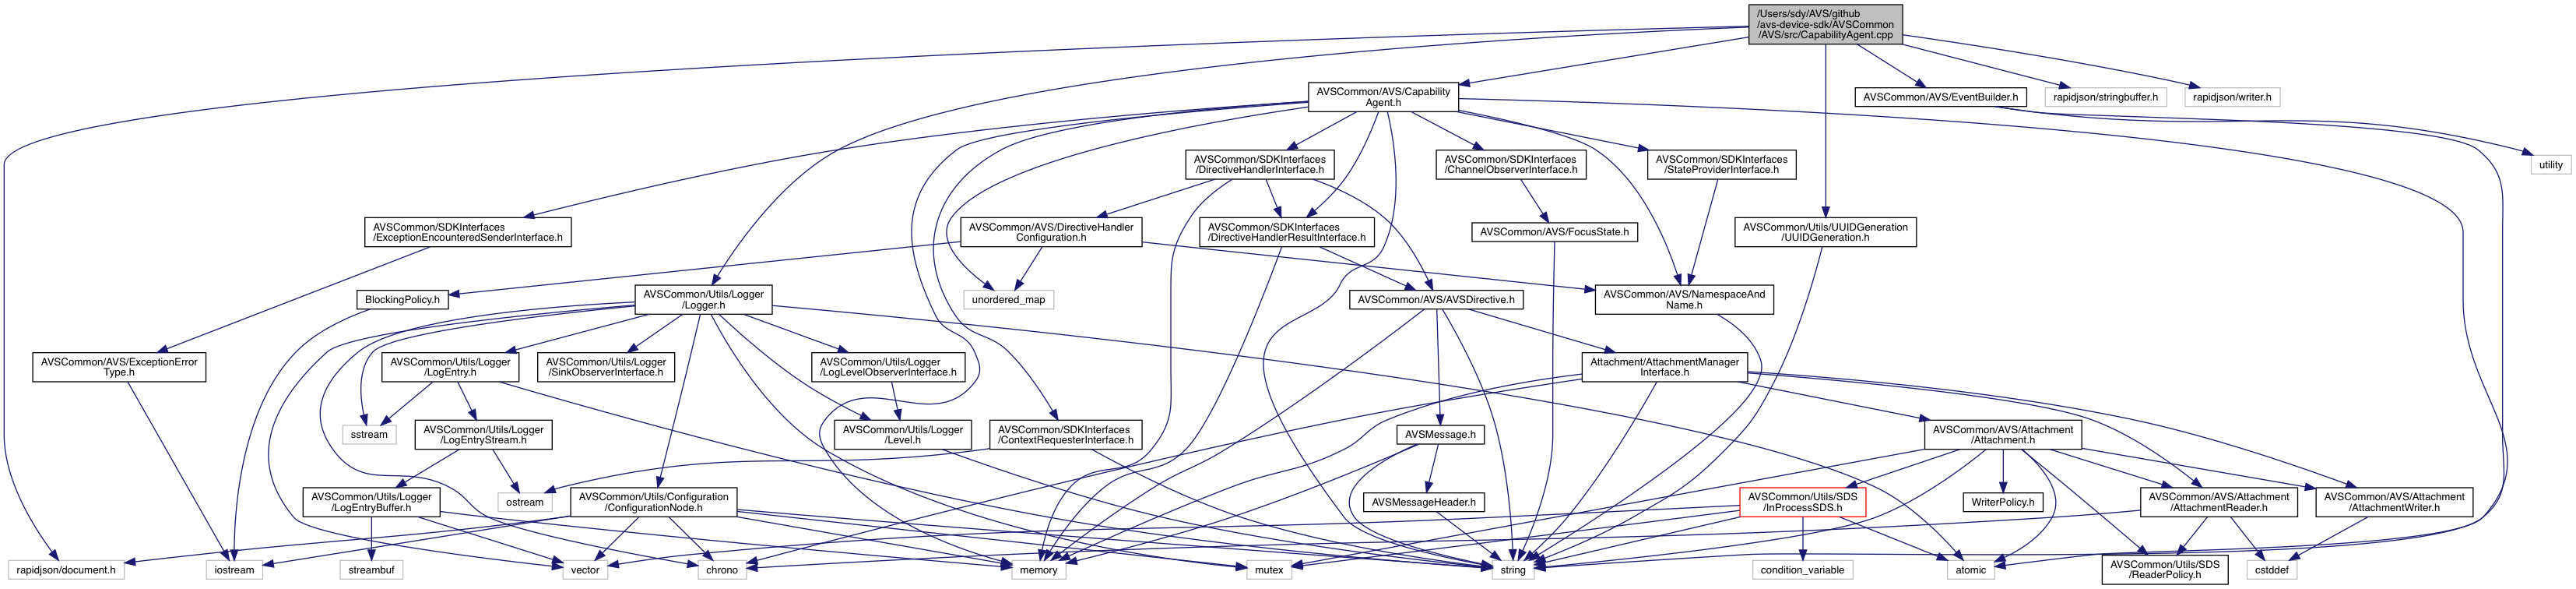 /Users/sdy/AVS/github
/avs-device-sdk/AVSCommon
/AVS/src/CapabilityAgent.cpp
AVSCommon/AVS/Capability
Agent.h
AVSCommon/AVS/EventBuilder.h
rapidjson/stringbuffer.h
rapidjson/writer.h
AVSCommon/SDKInterfaces
/DirectiveHandlerInterface.h
AVSCommon/SDKInterfaces
/ChannelObserverInterface.h
AVSCommon/SDKInterfaces
/StateProviderInterface.h
utility
AVSCommon/SDKInterfaces
/ExceptionEncounteredSenderInterface.h
AVSCommon/AVS/DirectiveHandler
Configuration.h
AVSCommon/SDKInterfaces
/DirectiveHandlerResultInterface.h
AVSCommon/AVS/FocusState.h
AVSCommon/Utils/UUIDGeneration
/UUIDGeneration.h
BlockingPolicy.h
AVSCommon/Utils/Logger
/Logger.h
unordered_map
AVSCommon/AVS/AVSDirective.h
AVSCommon/AVS/NamespaceAnd
Name.h
AVSCommon/AVS/ExceptionError
Type.h
AVSCommon/Utils/Logger
/LogEntry.h
AVSCommon/Utils/Logger
/SinkObserverInterface.h
AVSCommon/Utils/Logger
/LogLevelObserverInterface.h
Attachment/AttachmentManager
Interface.h
sstream
AVSCommon/Utils/Logger
/LogEntryStream.h
AVSCommon/Utils/Logger
/Level.h
AVSCommon/SDKInterfaces
/ContextRequesterInterface.h
AVSMessage.h
AVSCommon/AVS/Attachment
/Attachment.h
AVSCommon/Utils/Logger
/LogEntryBuffer.h
ostream
AVSCommon/Utils/Configuration
/ConfigurationNode.h
AVSMessageHeader.h
AVSCommon/Utils/SDS
/InProcessSDS.h
WriterPolicy.h
AVSCommon/AVS/Attachment
/AttachmentReader.h
AVSCommon/AVS/Attachment
/AttachmentWriter.h
rapidjson/document.h
iostream
streambuf
vector
chrono
memory
mutex
string
condition_variable
atomic
AVSCommon/Utils/SDS
/ReaderPolicy.h
cstddef